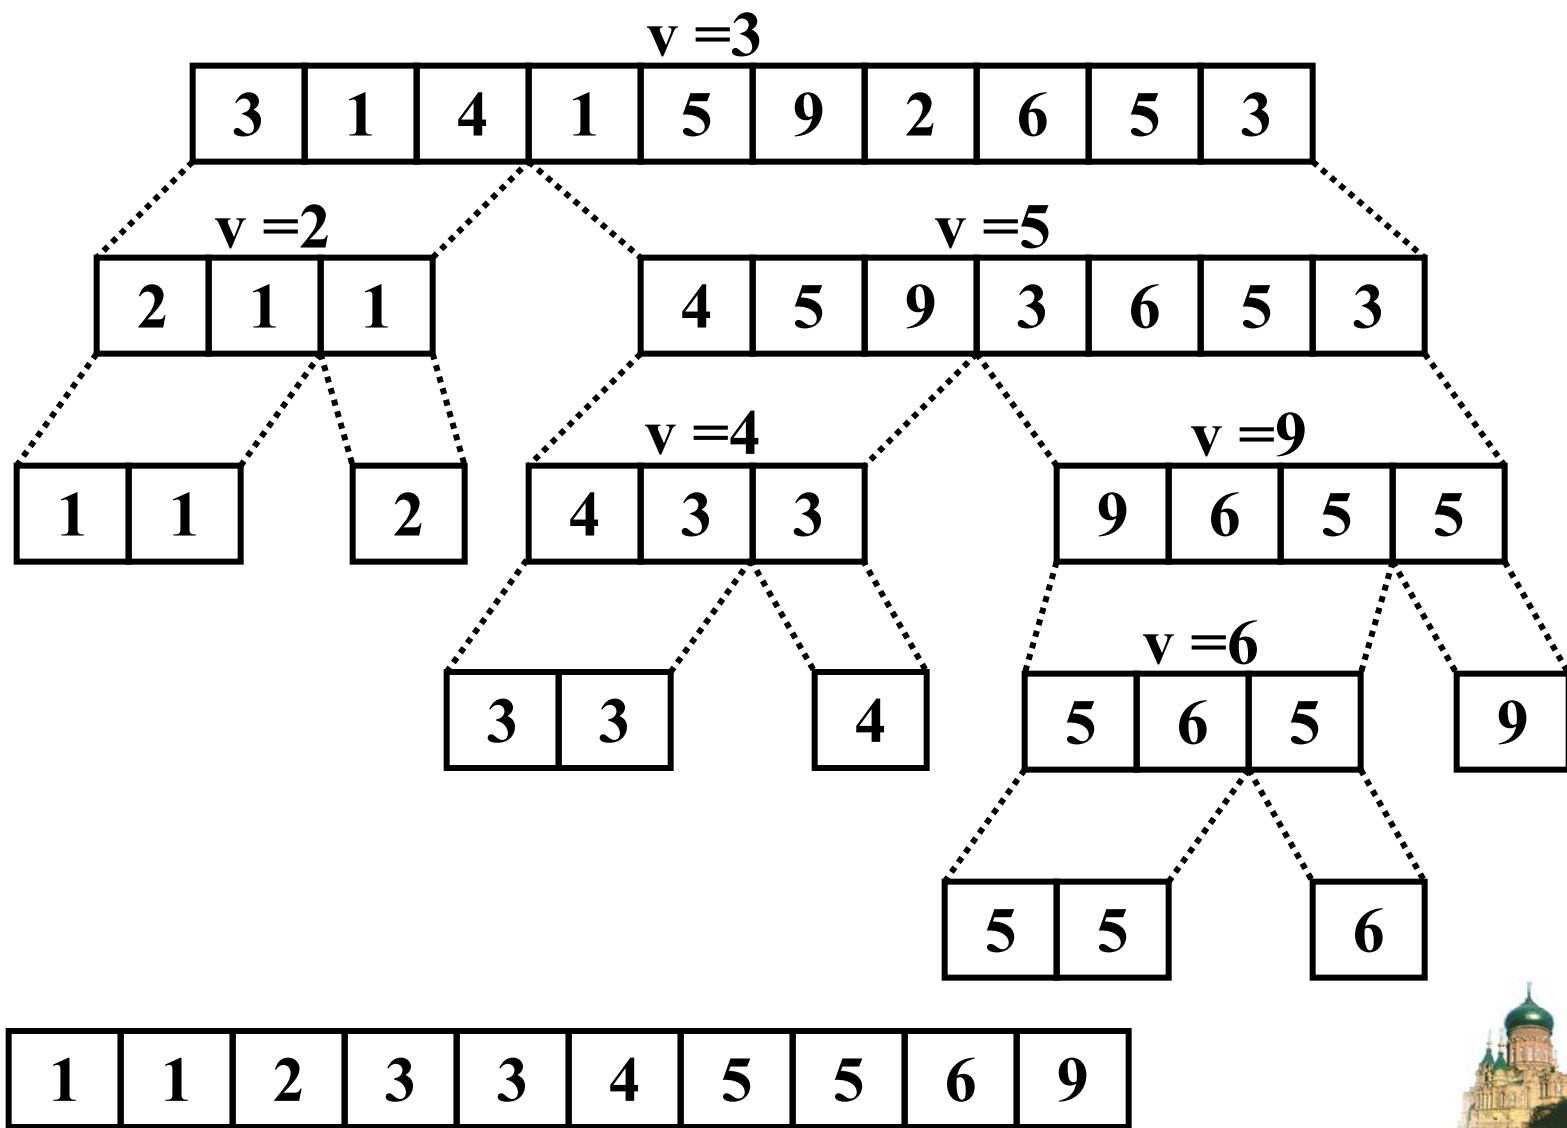 v =3
3 1 4 1 5 9 2 6 5 3
v =2 v =5
2 1 1 4 5 9 3 6 5 3
v =4 v =9
1 1 2 4 3 3 9 6 5 5
v =6
3 3 4 5 6 5 9
5 5 6
1 1 2 3 3 4 5 5 6 9